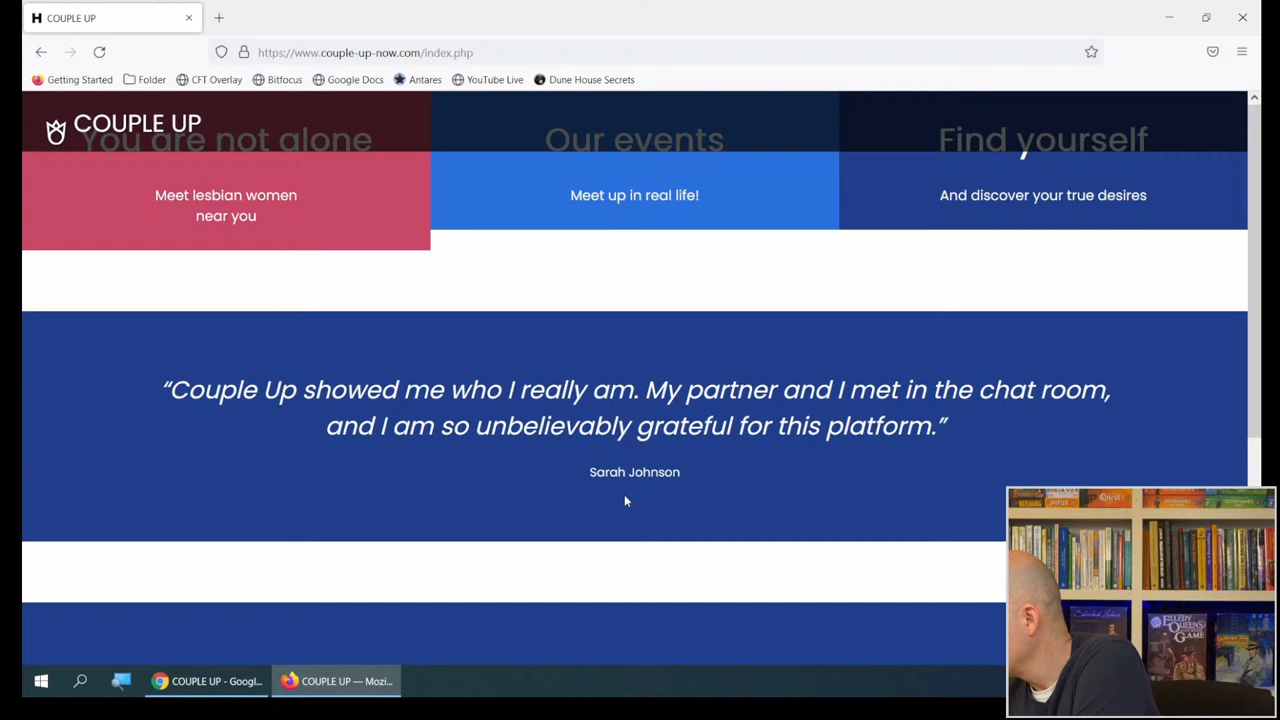 COUPLE UP
https://www.couple-up-now.com/index.php
Getting Started
Folder
CFT Overlay
Bitfocus
Google Docs
Antares
YouTube Live
Dune House Secrets
COUPLE UP
You are not alone
Our events
Find yourself
Meet lesbian women
near you
Meet up in real life!
And discover your true desires
“Couple Up showed me who I really am. My partner and I met in the chat room,
and I am so unbelievably grateful for this platform.”
Sarah Johnson
COUPLE UP - Googl...
COUPLE UP — Mozi...
Quest
ELLERY
QUEEN'S
GAME